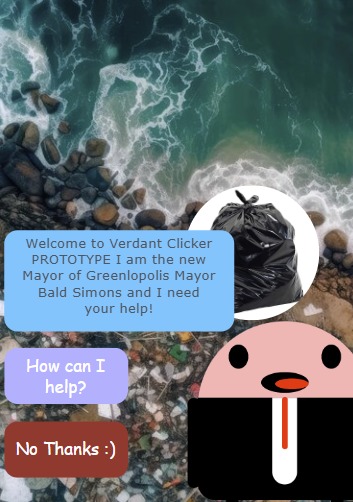 Welcome to Verdant Clicker
PROTOTYPE I am the new
Mayor of Greenlopolis Mayor
Bald Simons and I need
your help!
How can I
help?
No Thanks :)